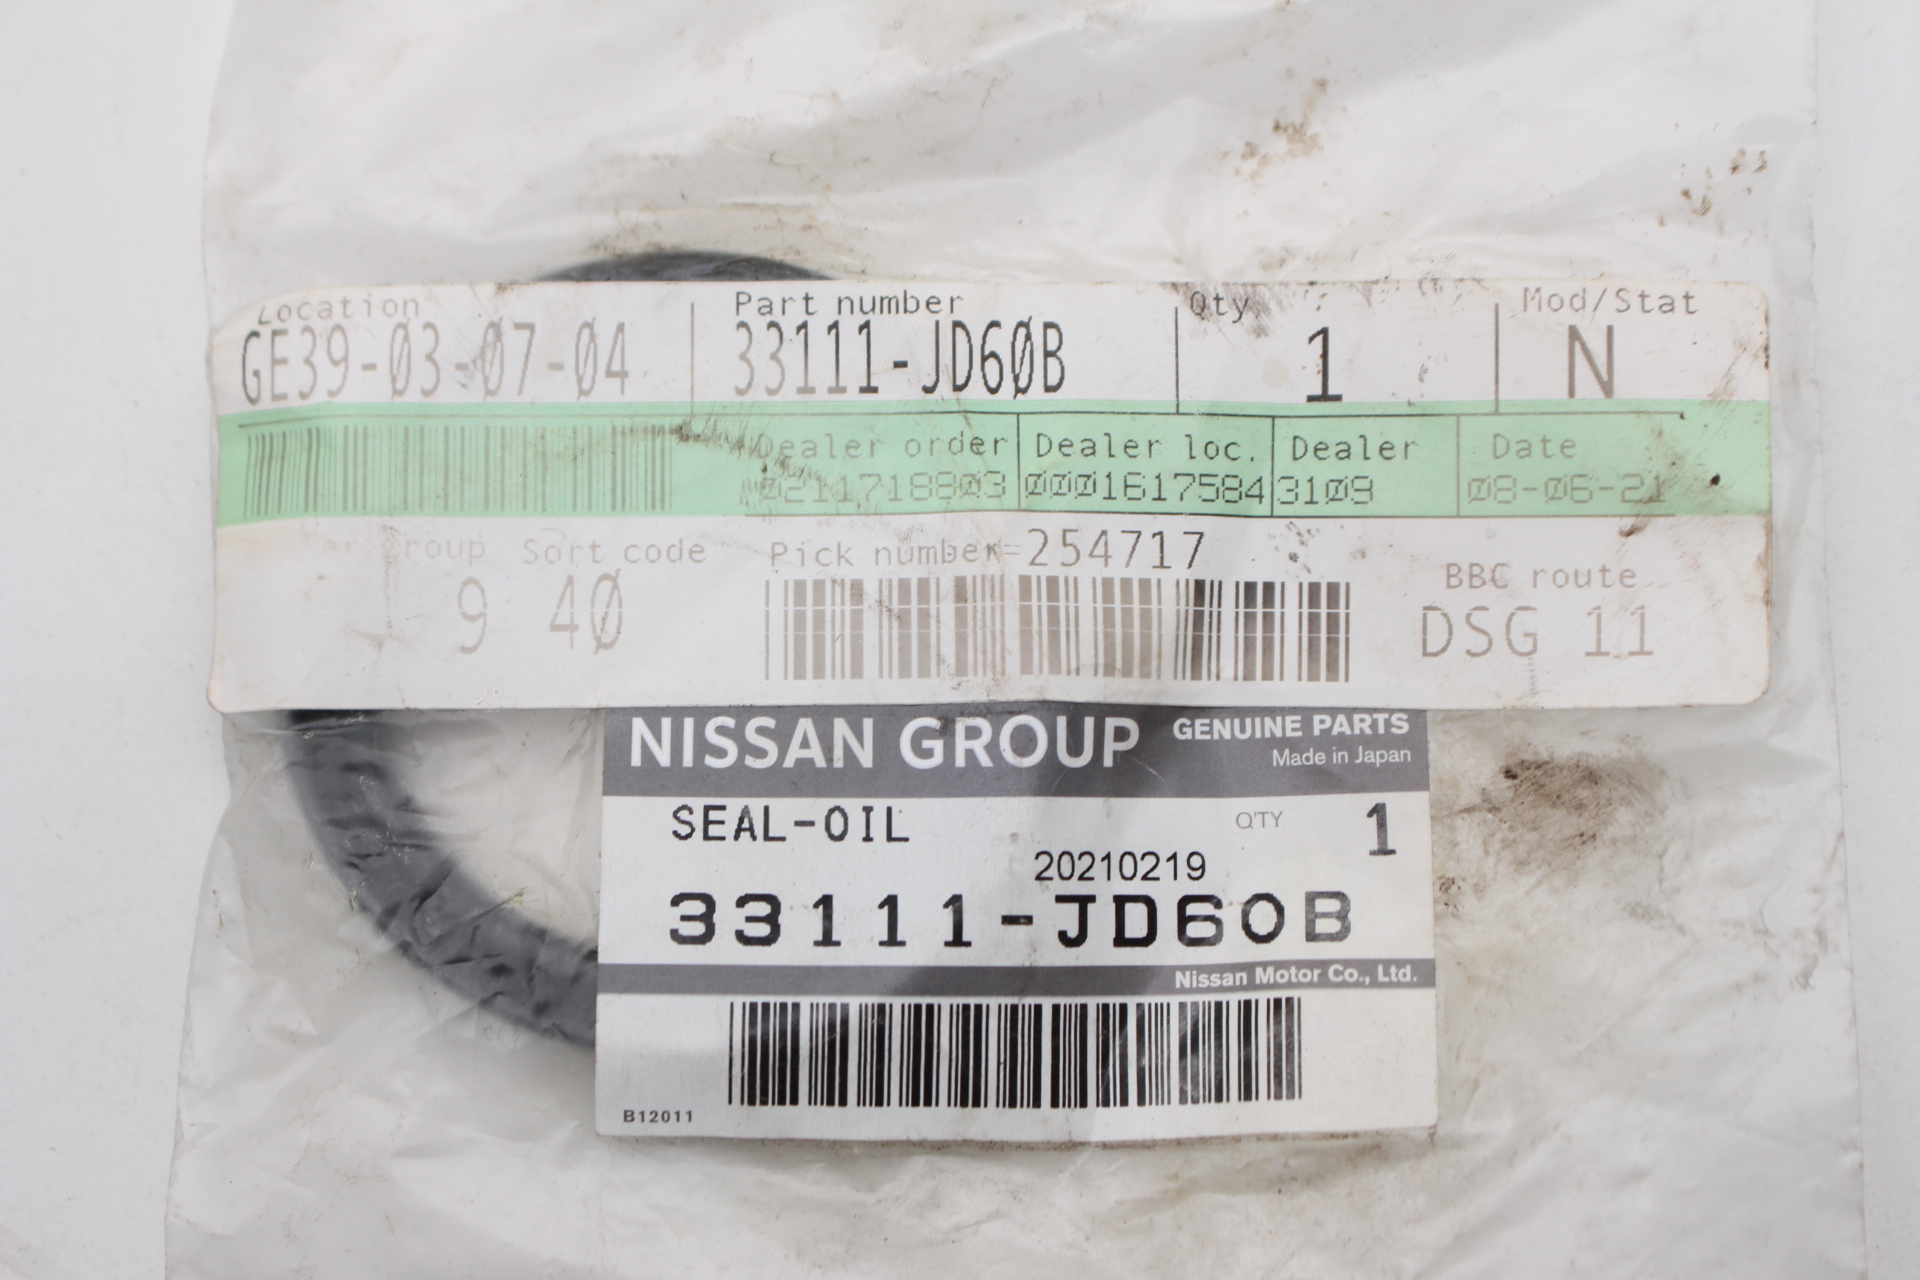 Location Part number Qty Mod/Stat
GE39-03-07-04 33111-JD60B 1 N
Dealer order Dealer loc. Dealer Date
0211718803 0001617584 3109 08-06-21
roup Sort code Pick number=254717
BBC route
9 40 DSG 11
NISSAN GROUP GENUINE PARTS
Made in Japan
SEAL-OIL Q'TY 1
20210219
33111-JD60B
Nissan Motor Co., Ltd.
B12011